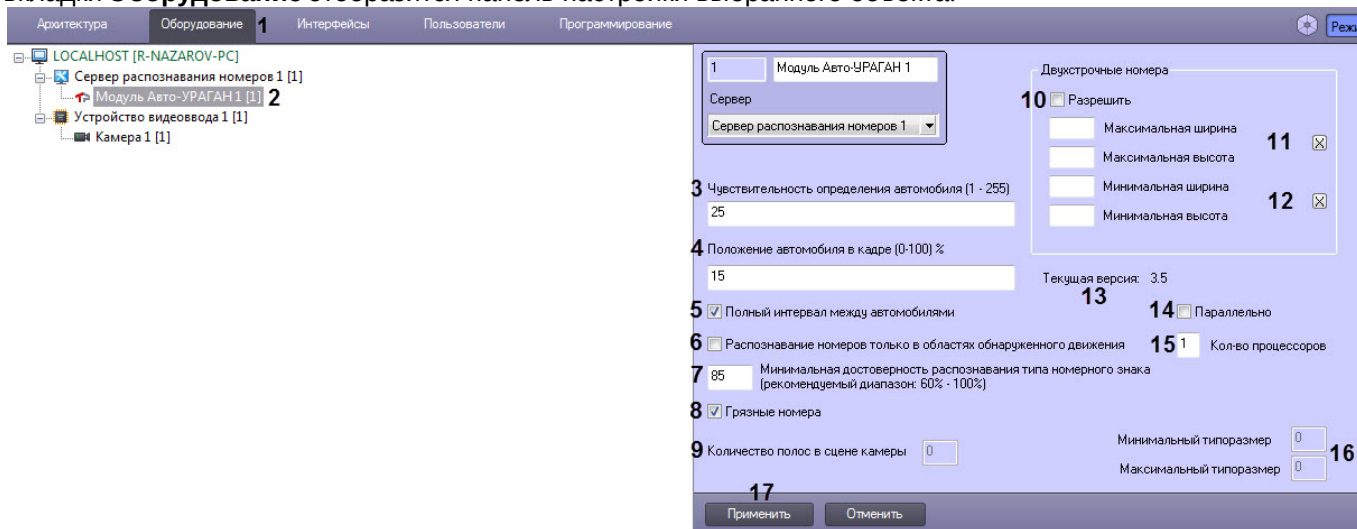 вкладки Оборудование отобразится панель настройки выбранного объекта.
Архитектура Оборудование 1 Интерфейсы Пользователи Программирование
LOCALHOST [R-NAZAROV-PC]
Сервер распознавания номеров 1 [1]
Модуль Авто-УРАГАН 1 [1] 2
Устройство видеоввода 1 [1]
Камера 1 [1]
1 Модуль Авто-УРАГАН 1
Сервер
Сервер распознавания номеров 1
Двухстрочные номера
10 Разрешить
Максимальная ширина
11
Максимальная высота
Минимальная ширина
12
Минимальная высота
3 Чувствительность определения автомобиля (1 - 255)
25
4 Положение автомобиля в кадре (0-100) %
15
Текущая версия: 3.5
13
5 Полный интервал между автомобилями
14 Параллельно
6 Распознавание номеров только в областях обнаруженного движения
15 1 Кол-во процессоров
7 85 Минимальная достоверность распознавания типа номерного знака
(рекомендуемый диапазон: 60% - 100%)
8 Грязные номера
9 Количество полос в сцене камеры 0
Минимальный типоразмер 0
16
Максимальный типоразмер 0
17
Применить Отменить